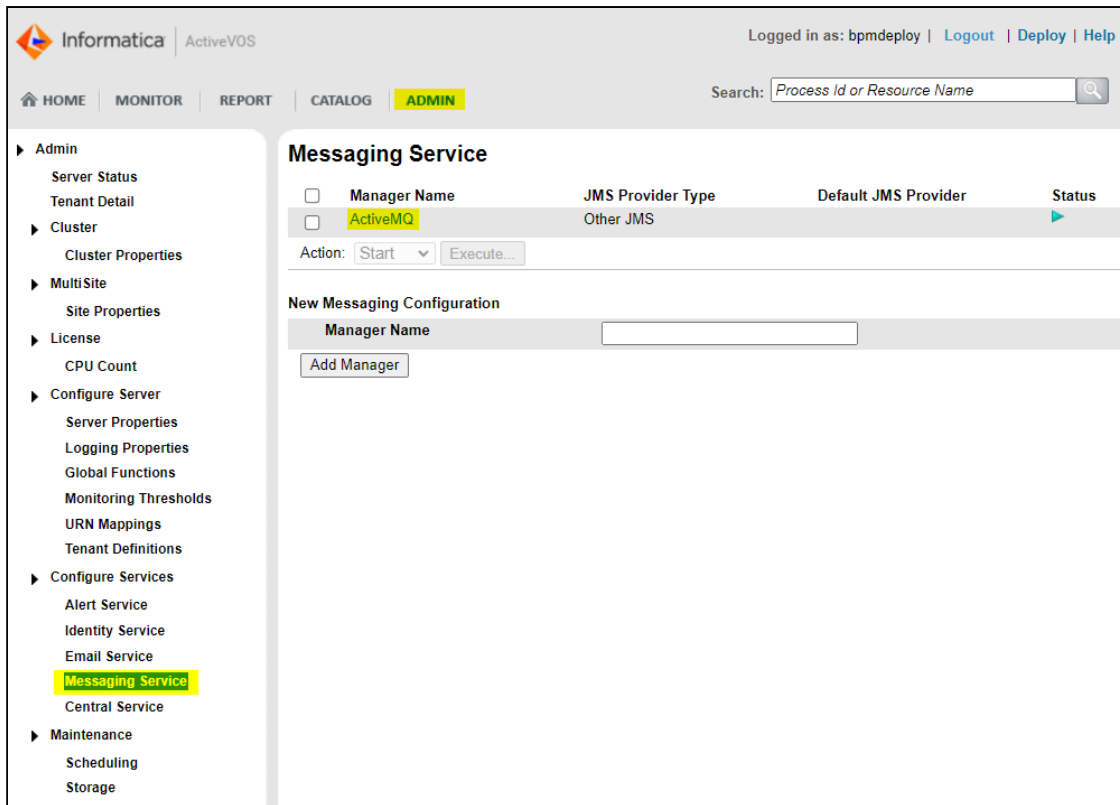 Informatica ActiveVOS
Logged in as: bpmdeploy | Logout | Deploy | Help
HOME MONITOR REPORT CATALOG ADMIN
Search: Process Id or Resource Name
Admin
Server Status
Tenant Detail
Cluster
Cluster Properties
MultiSite
Site Properties
License
CPU Count
Configure Server
Server Properties
Logging Properties
Global Functions
Monitoring Thresholds
URN Mappings
Tenant Definitions
Configure Services
Alert Service
Identity Service
Email Service
Messaging Service
Central Service
Maintenance
Scheduling
Storage
Messaging Service
Manager Name JMS Provider Type Default JMS Provider Status
ActiveMQ Other JMS
Action: Start Execute...
New Messaging Configuration
Manager Name
Add Manager